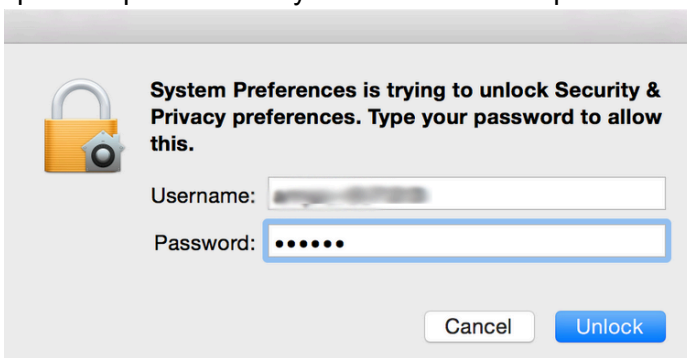 System Preferences is trying to unlock Security &
Privacy preferences. Type your password to allow
this.
Username:
Password: ••••••
Cancel Unlock